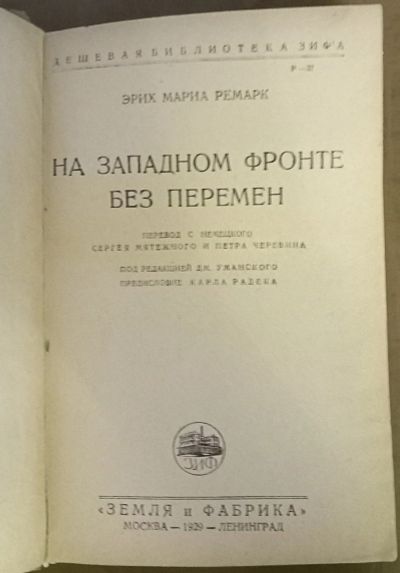 ДЕШЕВАЯ БИБЛИОТЕКА ЗИФ'А
Р—37
ЭРИХ МАРИА РЕМАРК
НА ЗАПАДНОМ ФРОНТЕ
БЕЗ ПЕРЕМЕН
ПЕРЕВОД С НЕМЕЦКОГО
СЕРГЕЯ МЯТЕЖНОГО И ПЕТРА ЧЕРЕВИНА
ПОД РЕДАКЦИЕЙ ДМ. УМАНСКОГО
ПРЕДИСЛОВИЕ КАРЛА РАДЕКА
«ЗЕМЛЯ и ФАБРИКА»
МОСКВА — 1929 — ЛЕНИНГРАД